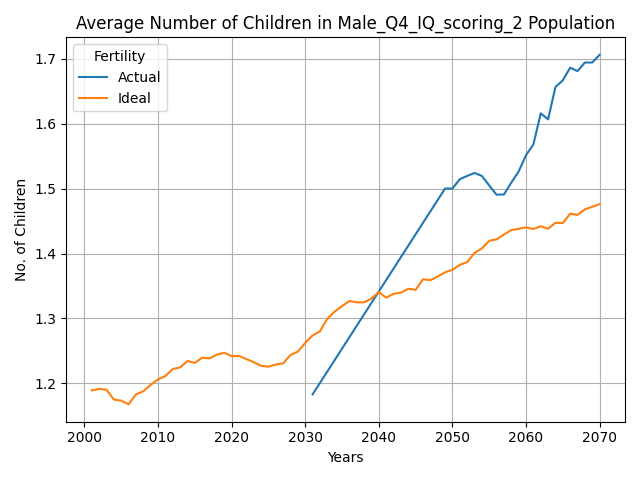 Average Number of Children in Male_Q4_IQ_scoring_2 Population
Fertility
Actual
Ideal
No. of Children
1.7
1.6
1.5
1.4
1.3
1.2
2000 2010 2020 2030 2040 2050 2060 2070
Years